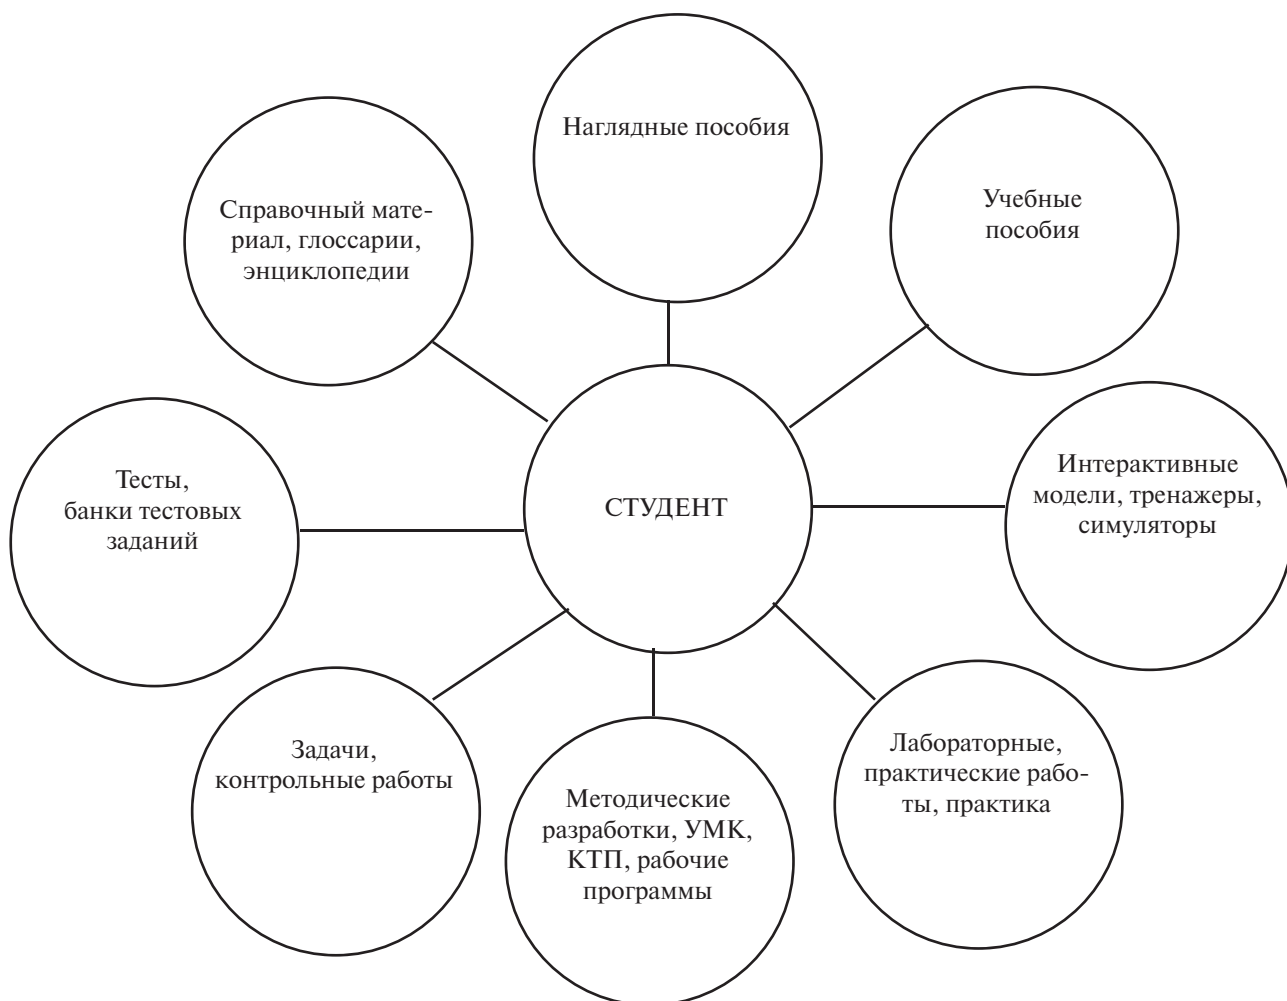 Наглядные пособия
Справочный мате-
риал, глоссарии,
энциклопедии
Учебные
пособия
Тесты,
банки тестовых
заданий
СТУДЕНТ
Интерактивные
модели, тренажеры,
симуляторы
Задачи,
контрольные работы
Методические
разработки, УМК,
КТП, рабочие
программы
Лабораторные,
практические рабо-
ты, практика